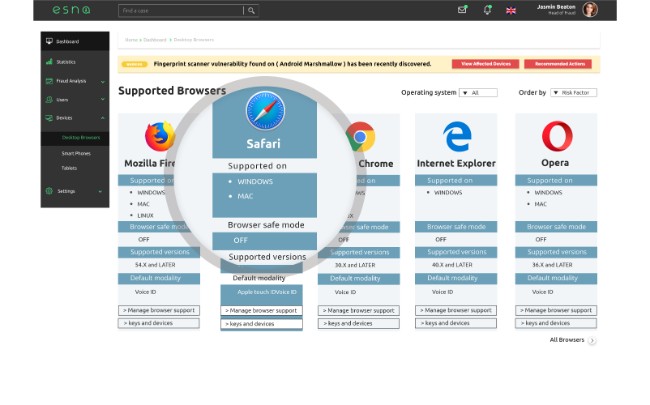 esna
Find a case
Jasmin Beaton
Head of Fraud
Dashboard
Statistics
Fraud Analysis
Users
Devices
Desktop Browsers
Smart Phones
Tablets
Settings
Home > Dashboard > Desktop Browsers
Fingerprint scanner vulnerability found on ( Android Marshmallow ) has been recently discovered.
View Affected Devices
Recommended Actions
Supported Browsers
Operating system
All
Order by
Risk Factor
Mozilla Fire
Supported on
WINDOWS
MAC
LINUX
Browser safe mode
OFF
Supported versions
54.X and LATER
Default modality
Voice ID
> Manage browser support
> keys and devices
Safari
Supported on
WINDOWS
MAC
Browser safe mode
OFF
Supported versions
Default modality
Apple touch IDVoice ID
> Manage browser support
> keys and devices
Chrome
ed on
UX
wser safe mode
OFF
ported versions
30.X and LATER
Default modality
Voice ID
> Manage browser support
> keys and devices
Internet Explorer
Supported on
WINDOWS
Browser safe mode
OFF
Supported versions
40.X and LATER
Default modality
Voice ID
> Manage browser support
> keys and devices
Opera
Supported on
WINDOWS
MAC
Browser safe mode
OFF
Supported versions
36.X and LATER
Default modality
Voice ID
> Manage browser support
> keys and devices
All Browsers >